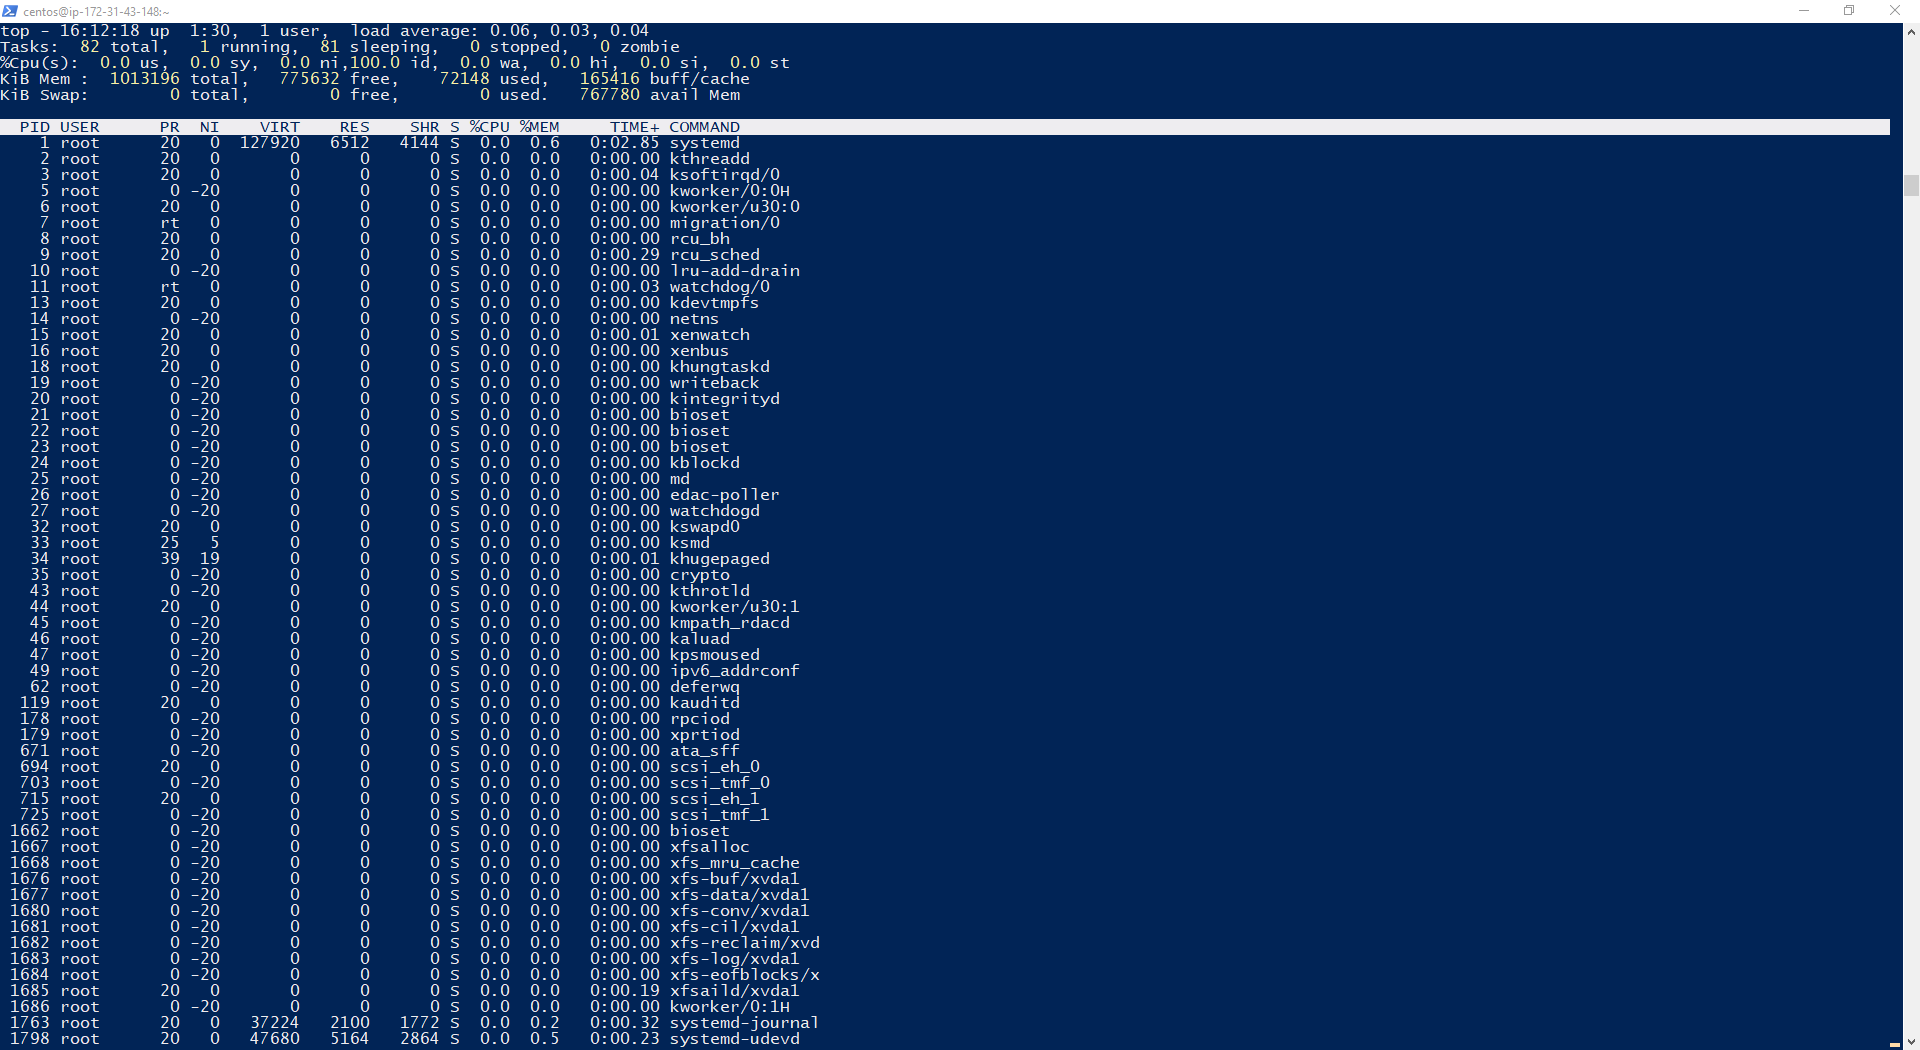 centos@ip-172-31-43-148:~
top - 16:12:18 up  1:30,  1 user,  load average: 0.06, 0.03, 0.04
Tasks:  82 total,   1 running,  81 sleeping,   0 stopped,   0 zombie
%Cpu(s):  0.0 us,  0.0 sy,  0.0 ni,100.0 id,  0.0 wa,  0.0 hi,  0.0 si,  0.0 st
KiB Mem :  1013196 total,   775632 free,    72148 used,   165416 buff/cache
KiB Swap:        0 total,        0 free,        0 used.   767780 avail Mem
PID USER      PR  NI    VIRT    RES    SHR S %CPU %MEM     TIME+ COMMAND
1 root      20   0  127920   6512   4144 S  0.0  0.6   0:02.85 systemd
2 root      20   0       0      0      0 S  0.0  0.0   0:00.00 kthreadd
3 root      20   0       0      0      0 S  0.0  0.0   0:00.04 ksoftirqd/0
5 root       0 -20       0      0      0 S  0.0  0.0   0:00.00 kworker/0:0H
6 root      20   0       0      0      0 S  0.0  0.0   0:00.00 kworker/u30:0
7 root      rt   0       0      0      0 S  0.0  0.0   0:00.00 migration/0
8 root      20   0       0      0      0 S  0.0  0.0   0:00.00 rcu_bh
9 root      20   0       0      0      0 S  0.0  0.0   0:00.29 rcu_sched
10 root       0 -20       0      0      0 S  0.0  0.0   0:00.00 lru-add-drain
11 root      rt   0       0      0      0 S  0.0  0.0   0:00.03 watchdog/0
13 root      20   0       0      0      0 S  0.0  0.0   0:00.00 kdevtmpfs
14 root       0 -20       0      0      0 S  0.0  0.0   0:00.00 netns
15 root      20   0       0      0      0 S  0.0  0.0   0:00.01 xenwatch
16 root      20   0       0      0      0 S  0.0  0.0   0:00.00 xenbus
18 root      20   0       0      0      0 S  0.0  0.0   0:00.00 khungtaskd
19 root       0 -20       0      0      0 S  0.0  0.0   0:00.00 writeback
20 root       0 -20       0      0      0 S  0.0  0.0   0:00.00 kintegrityd
21 root       0 -20       0      0      0 S  0.0  0.0   0:00.00 bioset
22 root       0 -20       0      0      0 S  0.0  0.0   0:00.00 bioset
23 root       0 -20       0      0      0 S  0.0  0.0   0:00.00 bioset
24 root       0 -20       0      0      0 S  0.0  0.0   0:00.00 kblockd
25 root       0 -20       0      0      0 S  0.0  0.0   0:00.00 md
26 root       0 -20       0      0      0 S  0.0  0.0   0:00.00 edac-poller
27 root       0 -20       0      0      0 S  0.0  0.0   0:00.00 watchdogd
32 root      20   0       0      0      0 S  0.0  0.0   0:00.00 kswapd0
33 root      25   5       0      0      0 S  0.0  0.0   0:00.00 ksmd
34 root      39  19       0      0      0 S  0.0  0.0   0:00.01 khugepaged
35 root       0 -20       0      0      0 S  0.0  0.0   0:00.00 crypto
43 root       0 -20       0      0      0 S  0.0  0.0   0:00.00 kthrotld
44 root      20   0       0      0      0 S  0.0  0.0   0:00.00 kworker/u30:1
45 root       0 -20       0      0      0 S  0.0  0.0   0:00.00 kmpath_rdacd
46 root       0 -20       0      0      0 S  0.0  0.0   0:00.00 kaluad
47 root       0 -20       0      0      0 S  0.0  0.0   0:00.00 kpsmoused
49 root       0 -20       0      0      0 S  0.0  0.0   0:00.00 ipv6_addrconf
62 root       0 -20       0      0      0 S  0.0  0.0   0:00.00 deferwq
119 root      20   0       0      0      0 S  0.0  0.0   0:00.00 kauditd
178 root       0 -20       0      0      0 S  0.0  0.0   0:00.00 rpciod
179 root       0 -20       0      0      0 S  0.0  0.0   0:00.00 xprtiod
671 root       0 -20       0      0      0 S  0.0  0.0   0:00.00 ata_sff
694 root      20   0       0      0      0 S  0.0  0.0   0:00.00 scsi_eh_0
703 root       0 -20       0      0      0 S  0.0  0.0   0:00.00 scsi_tmf_0
715 root      20   0       0      0      0 S  0.0  0.0   0:00.00 scsi_eh_1
725 root       0 -20       0      0      0 S  0.0  0.0   0:00.00 scsi_tmf_1
1662 root       0 -20       0      0      0 S  0.0  0.0   0:00.00 bioset
1667 root       0 -20       0      0      0 S  0.0  0.0   0:00.00 xfsalloc
1668 root       0 -20       0      0      0 S  0.0  0.0   0:00.00 xfs_mru_cache
1676 root       0 -20       0      0      0 S  0.0  0.0   0:00.00 xfs-buf/xvda1
1677 root       0 -20       0      0      0 S  0.0  0.0   0:00.00 xfs-data/xvda1
1680 root       0 -20       0      0      0 S  0.0  0.0   0:00.00 xfs-conv/xvda1
1681 root       0 -20       0      0      0 S  0.0  0.0   0:00.00 xfs-cil/xvda1
1682 root       0 -20       0      0      0 S  0.0  0.0   0:00.00 xfs-reclaim/xvd
1683 root       0 -20       0      0      0 S  0.0  0.0   0:00.00 xfs-log/xvda1
1684 root       0 -20       0      0      0 S  0.0  0.0   0:00.00 xfs-eofblocks/x
1685 root      20   0       0      0      0 S  0.0  0.0   0:00.19 xfsaild/xvda1
1686 root       0 -20       0      0      0 S  0.0  0.0   0:00.00 kworker/0:1H
1763 root      20   0   37224   2100   1772 S  0.0  0.2   0:00.32 systemd-journal
1798 root      20   0   47680   5164   2864 S  0.0  0.5   0:00.23 systemd-udevd